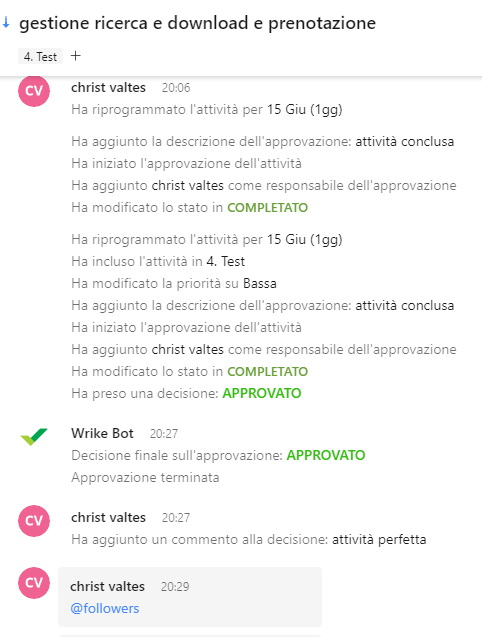 gestione ricerca e download e prenotazione
4. Test +
CV
christ valtes 20:06
Ha riprogrammato l'attività per 15 Giu (1gg)
Ha aggiunto la descrizione dell'approvazione: attività conclusa
Ha iniziato l'approvazione dell'attività
Ha aggiunto christ valtes come responsabile dell'approvazione
Ha modificato lo stato in COMPLETATO
Ha riprogrammato l'attività per 15 Giu (1gg)
Ha incluso l'attività in 4. Test
Ha modificato la priorità su Bassa
Ha aggiunto la descrizione dell'approvazione: attività conclusa
Ha iniziato l'approvazione dell'attività
Ha aggiunto christ valtes come responsabile dell'approvazione
Ha modificato lo stato in COMPLETATO
Ha preso una decisione: APPROVATO
Wrike Bot 20:27
Decisione finale sull'approvazione: APPROVATO
Approvazione terminata
CV
christ valtes 20:27
Ha aggiunto un commento alla decisione: attività perfetta
CV
christ valtes 20:29
@followers